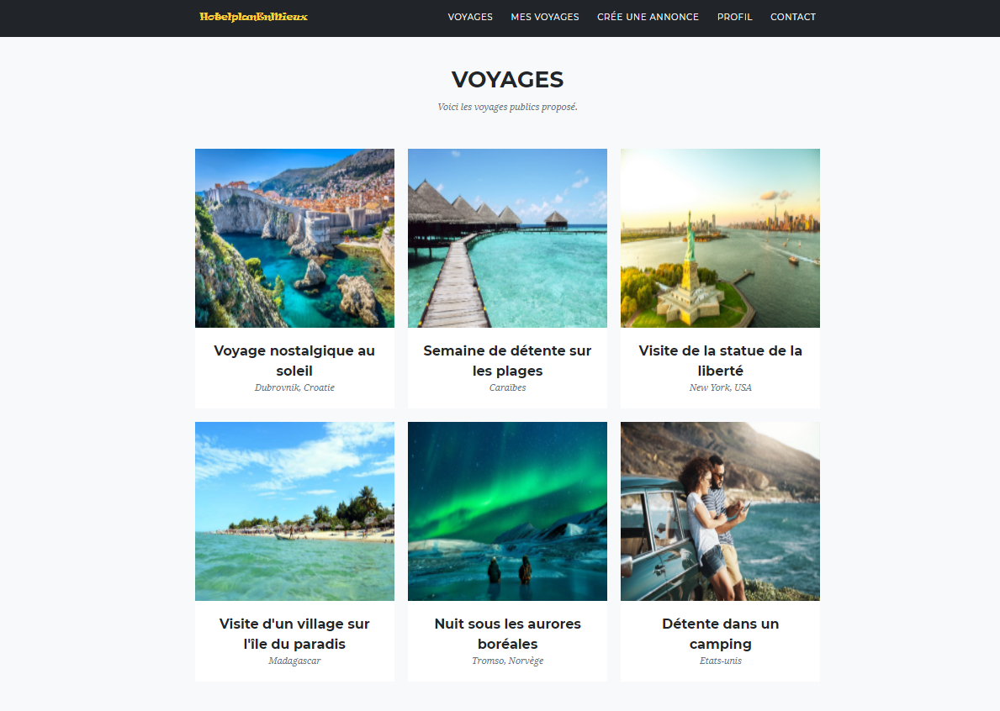 HotelplanEnMieux VOYAGES MES VOYAGES CRÉE UNE ANNONCE PROFIL CONTACT
VOYAGES
Voici les voyages publics proposé.
Voyage nostalgique au
soleil
Dubrovnik, Croatie
Semaine de détente sur
les plages
Caraïbes
Visite de la statue de la
liberté
New York, USA
Visite d'un village sur
l'île du paradis
Madagascar
Nuit sous les aurores
boréales
Tromso, Norvège
Détente dans un
camping
Etats-unis